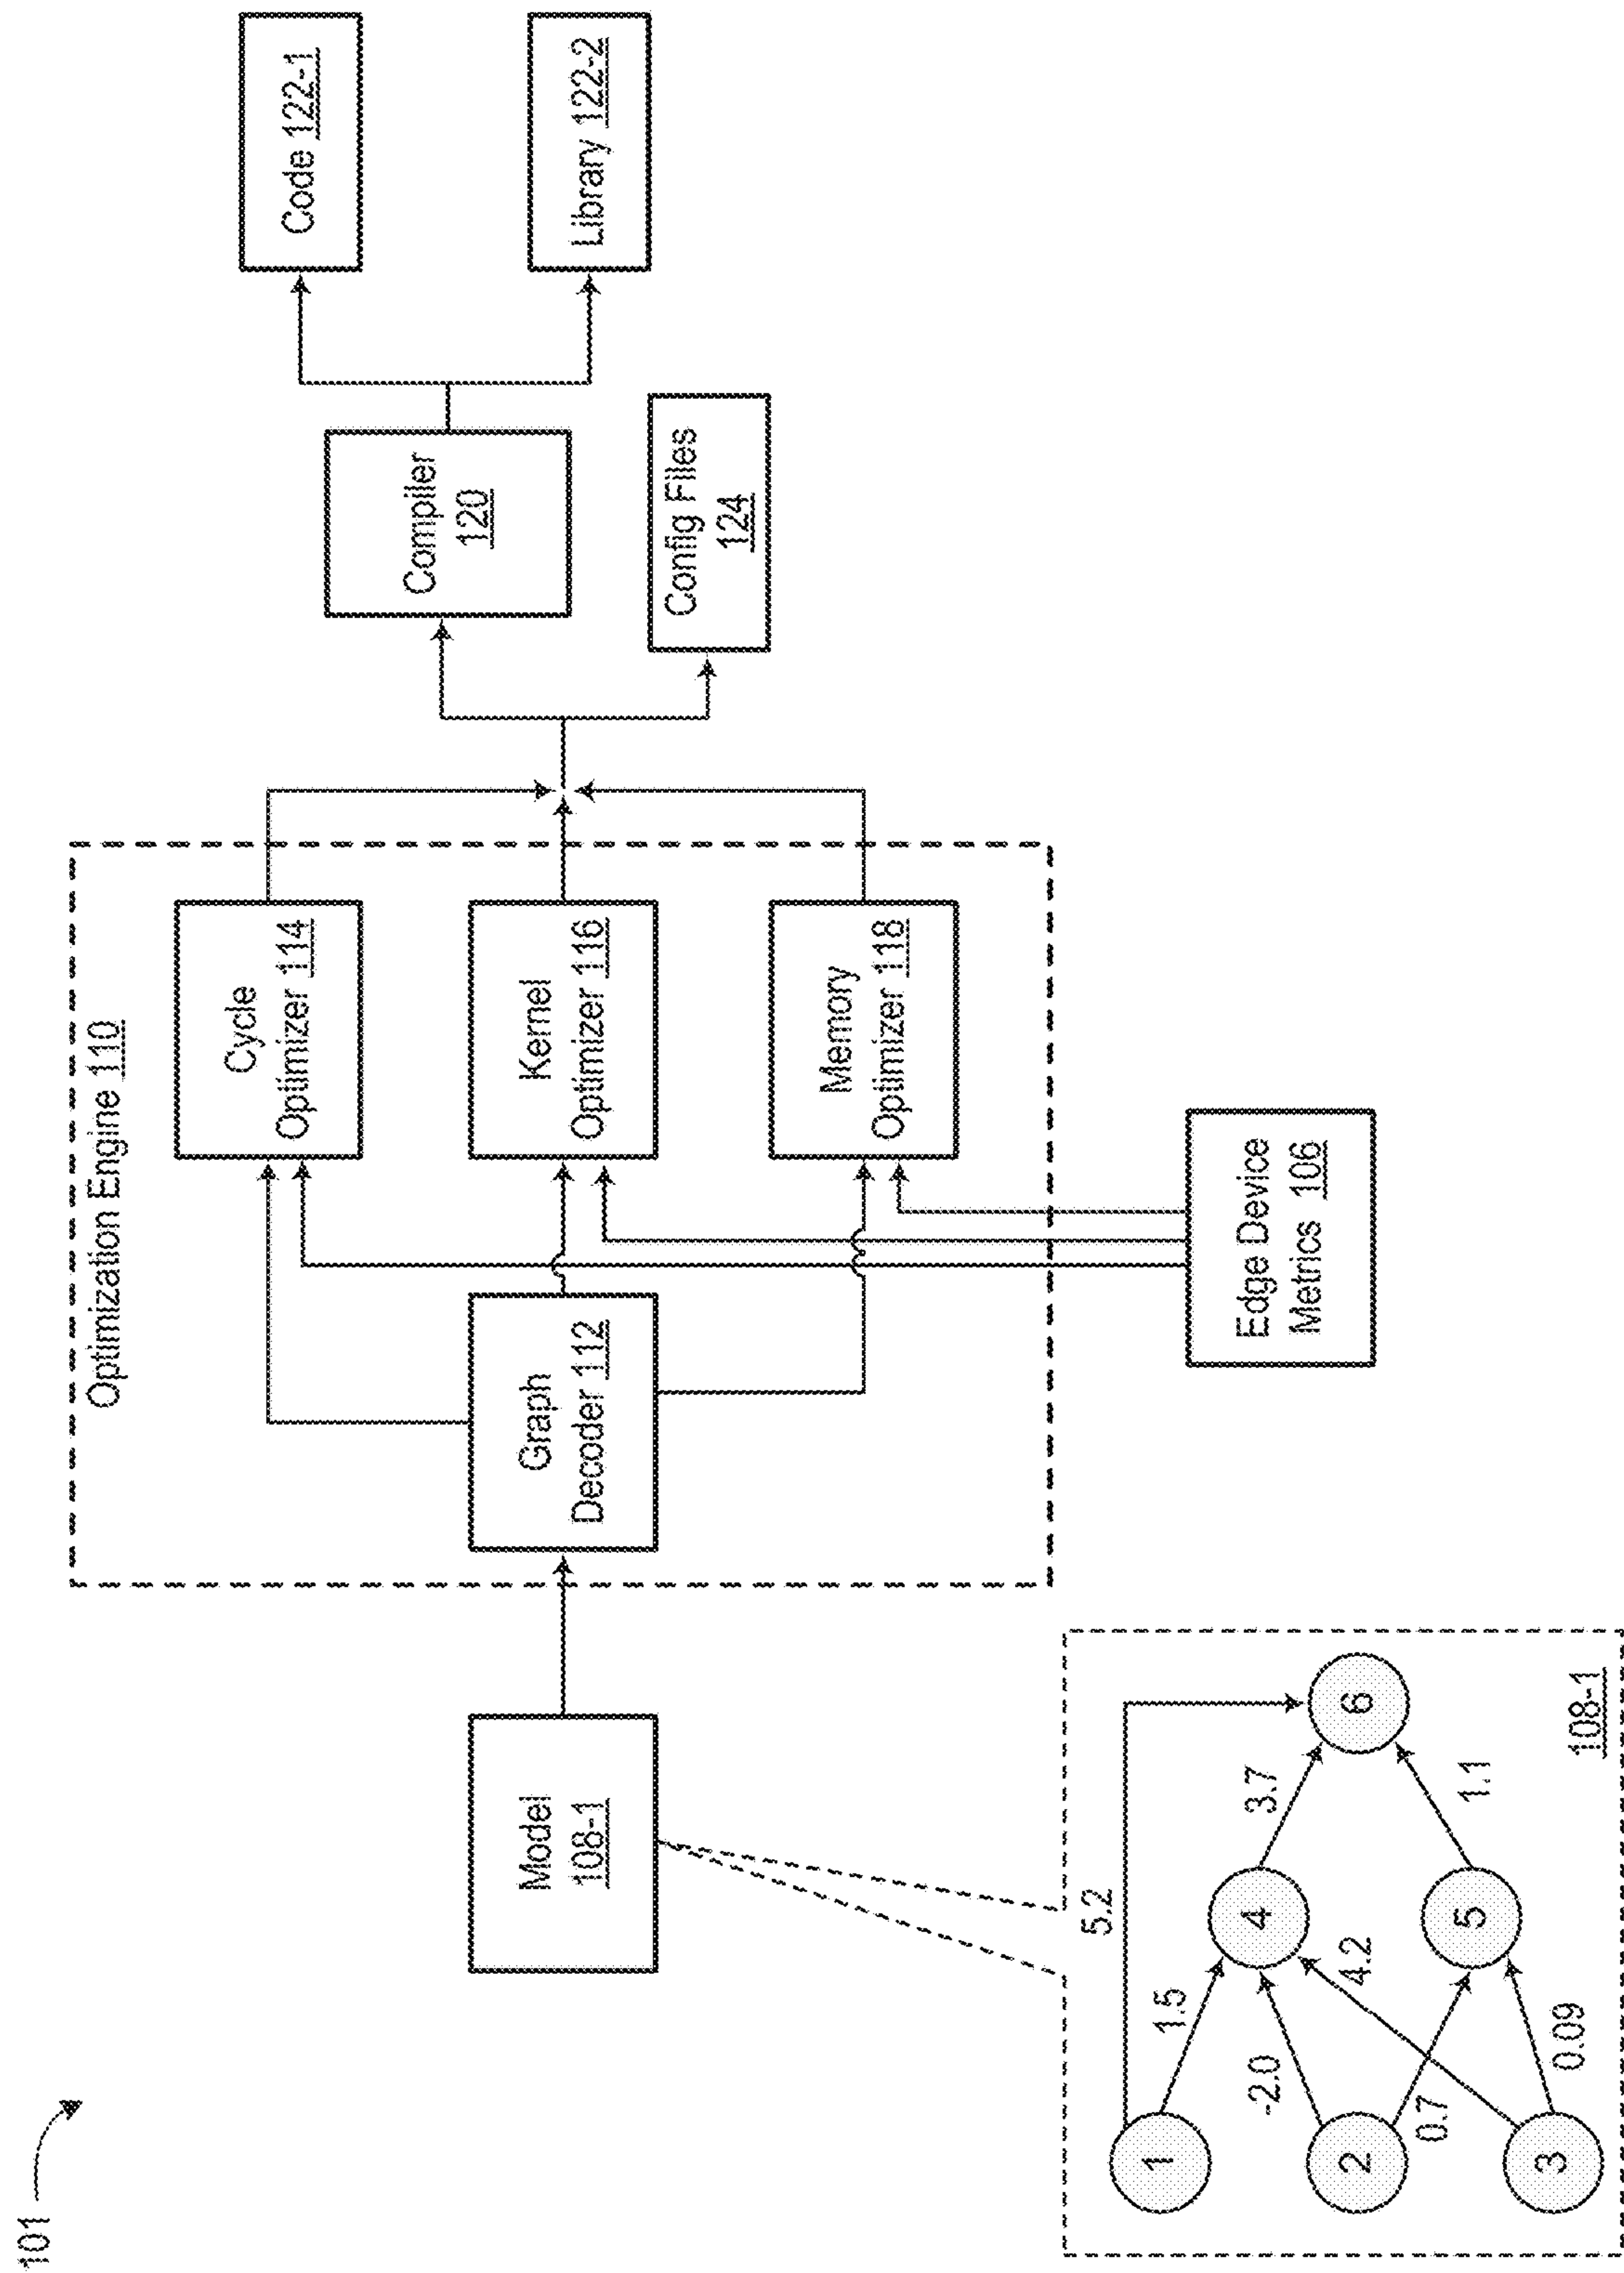 101
Optimization Engine 110
Cycle
Optimizer 114
Code 122-1
Compiler
120
Model
108-1
Graph
Decoder 112
Kernel
Optimizer 116
Library 122-2
Config Files
124
Memory
Optimizer 118
Edge Device
Metrics 106
5.2
1
1.5
4
3.7
-2.0
2
6
4.2
0.7
5
1.1
3
0.09
108-1